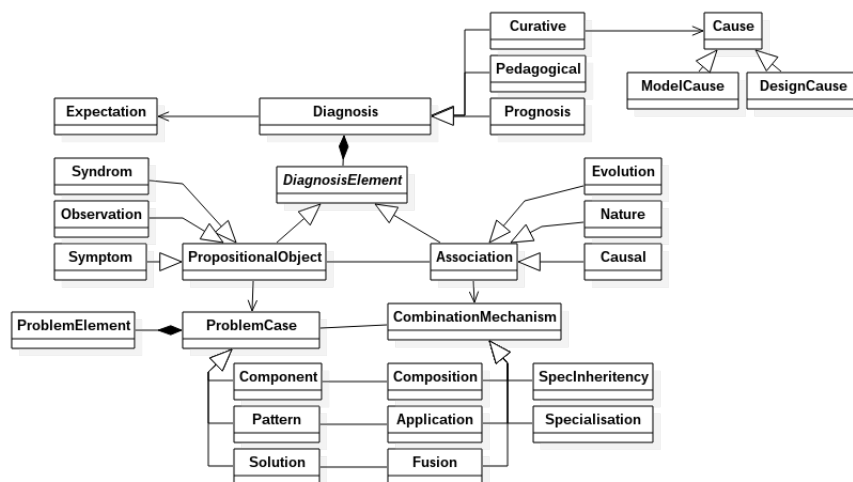 Curative
Cause
Pedagogical
ModelCause
DesignCause
Expectation
Diagnosis
Prognosis
Syndrom
DiagnosisElement
Evolution
Observation
Nature
Symptom
PropositionalObject
Association
Causal
ProblemElement
ProblemCase
CombinationMechanism
Component
Composition
SpecInheritency
Pattern
Application
Specialisation
Solution
Fusion